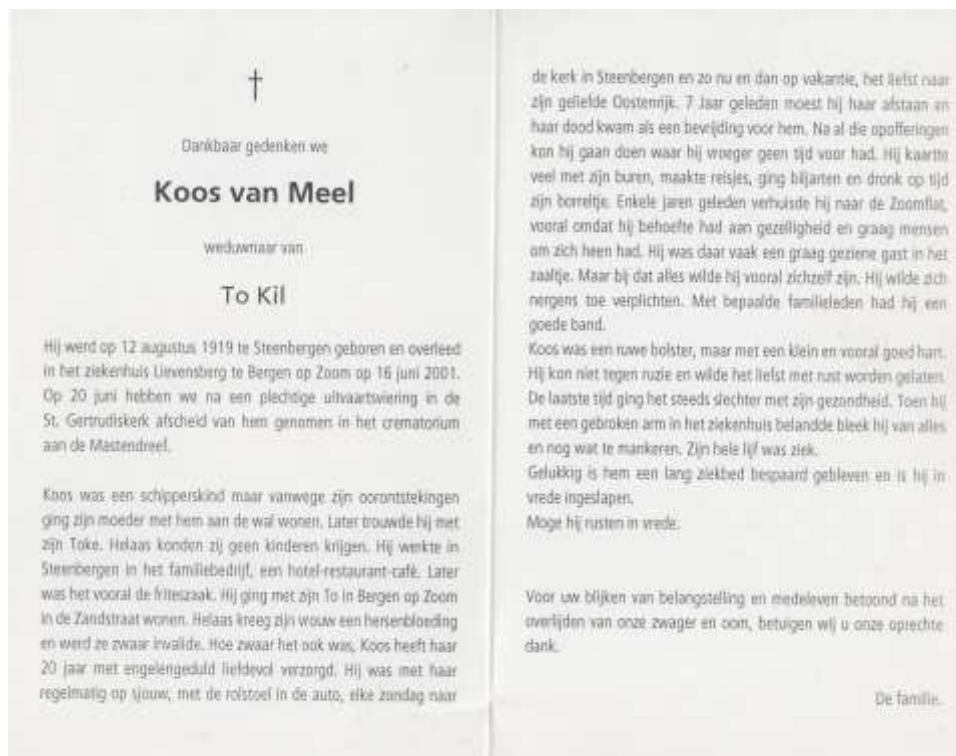 Dankbaar gedenken we
Koos van Meel
weduwnaar van
To Kil
Hij werd op 12 augustus 1919 te Steenbergen geboren en overleed
in het ziekenhuis Lievensberg te Bergen op Zoom op 16 juni 2001.
Op 20 juni hebben we na een plechtige uitvaartsviering in de
St. Gertrudiskerk afscheid van hem genomen in het crematorium
aan de Mastendreef.
Koos was een schipperskind maar vanwege zijn oorontstekingen
ging zijn moeder met hem aan de wal wonen. Later trouwde hij met
zijn Toke. Helaas konden zij geen kinderen krijgen. Hij werkte in
Steenbergen in het familiebedrijf, een hotel-restaurant-café. Later
was het vooral de friteszaak. Hij ging met zijn To in Bergen op Zoom
in de Zandstraat wonen. Helaas kreeg zijn vrouw een hersenbloeding
en werd ze zwaar invalide. Hoe zwaar het ook was, Koos heeft haar
20 jaar met engelengeduld liefdevol verzorgd. Hij was met haar
regelmatig op sjouw, met de rolstoel in de auto, elke zondag naar
de kerk in Steenbergen en zo nu en dan op vakantie, het liefst naar
zijn geliefde Oostenrijk. 7 Jaar geleden moest hij haar afstaan en
haar dood kwam als een bevrijding voor hem. Na al die opofferingen
kon hij gaan doen waar hij vroeger geen tijd voor had. Hij kaartte
veel met zijn buren, maakte reisjes, ging biljarten en dronk op tijd
zijn borreltje. Enkele jaren geleden verhuisde hij naar de Zoomflat,
vooral omdat hij behoefte had aan gezelligheid en graag mensen
om zich heen had. Hij was daar vaak een graag geziene gast in het
zaaltje. Maar bij dat alles wilde hij vooral zichzelf zijn. Hij wilde zich
nergens toe verplichten. Met bepaalde familieleden had hij een
goede band.
Koos was een ruwe bolster, maar met een klein en vooral goed hart.
Hij kon niet tegen ruzie en wilde het liefst met rust worden gelaten.
De laatste tijd ging het steeds slechter met zijn gezondheid. Toen hij
met een gebroken arm in het ziekenhuis belandde bleek hij van alles
en nog wat te mankeren. Zijn hele lijf was ziek.
Gelukkig is hem een lang ziekbed bespaard gebleven en is hij in
vrede ingeslapen.
Moge hij rusten in vrede.
Voor uw blijken van belangstelling en medeleven betoond na het
overlijden van onze zwager en oom, betuigen wij u onze oprechte
dank.
De familie.